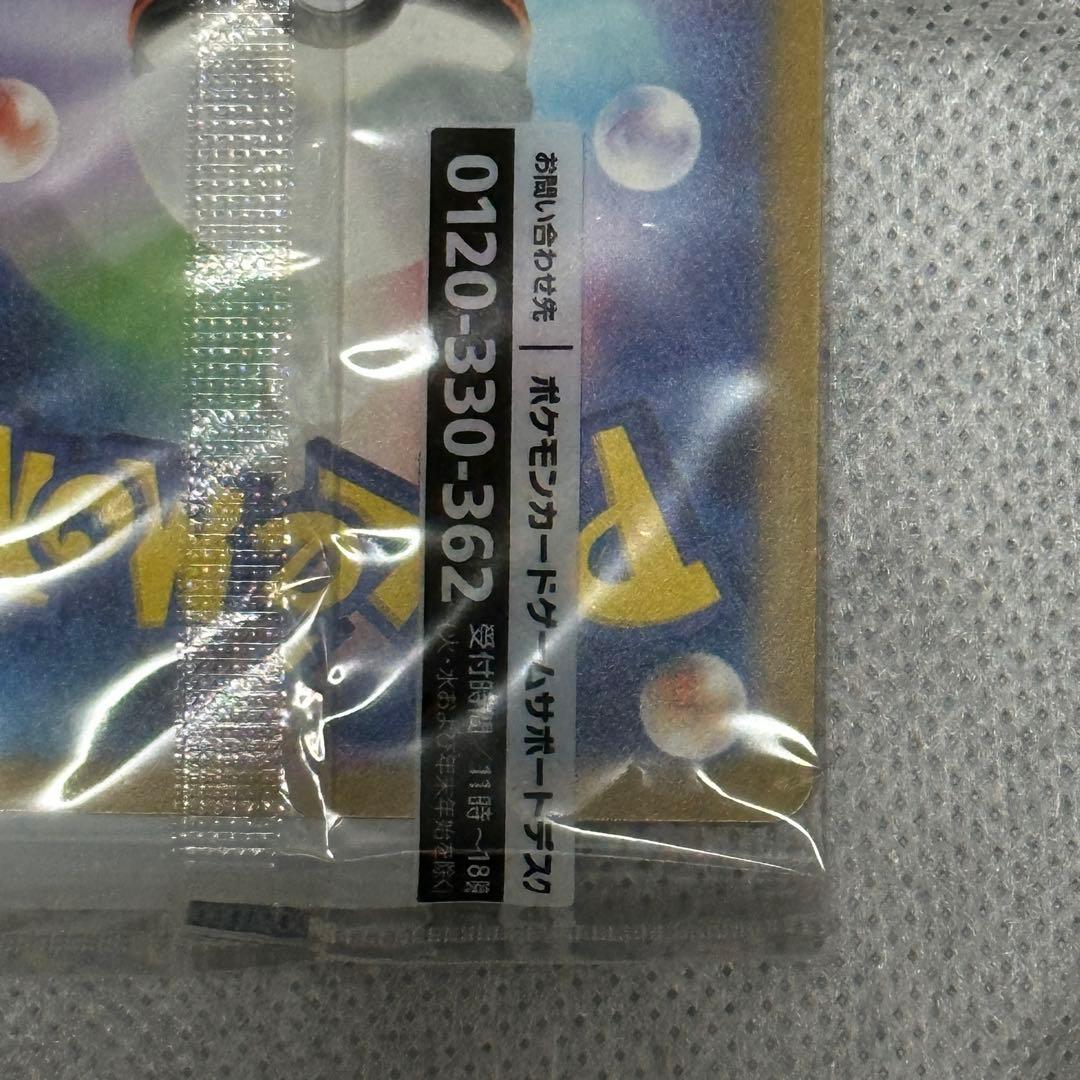 お問い合わせ先 | ポケモンカードゲームサポートデスク
0120-330-362 受付時間/11時~18時
(火・水および年末年始を除く)